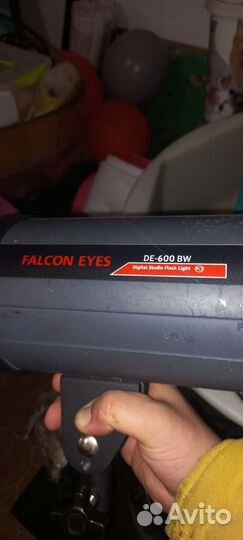 FALCON EYES
DE-600 BW
Digital Studio Flash Light
Avito